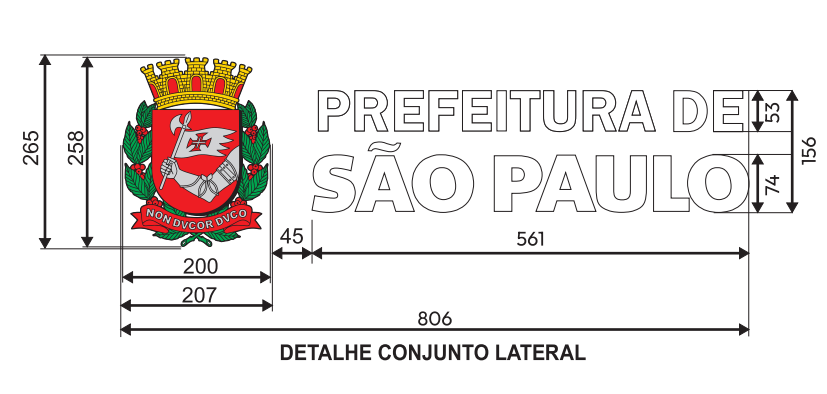 PREFEITURA DE
SÃO PAULO
NON DVCOR DVCO
265
258
53
156
74
45
561
200
207
806
DETALHE CONJUNTO LATERAL